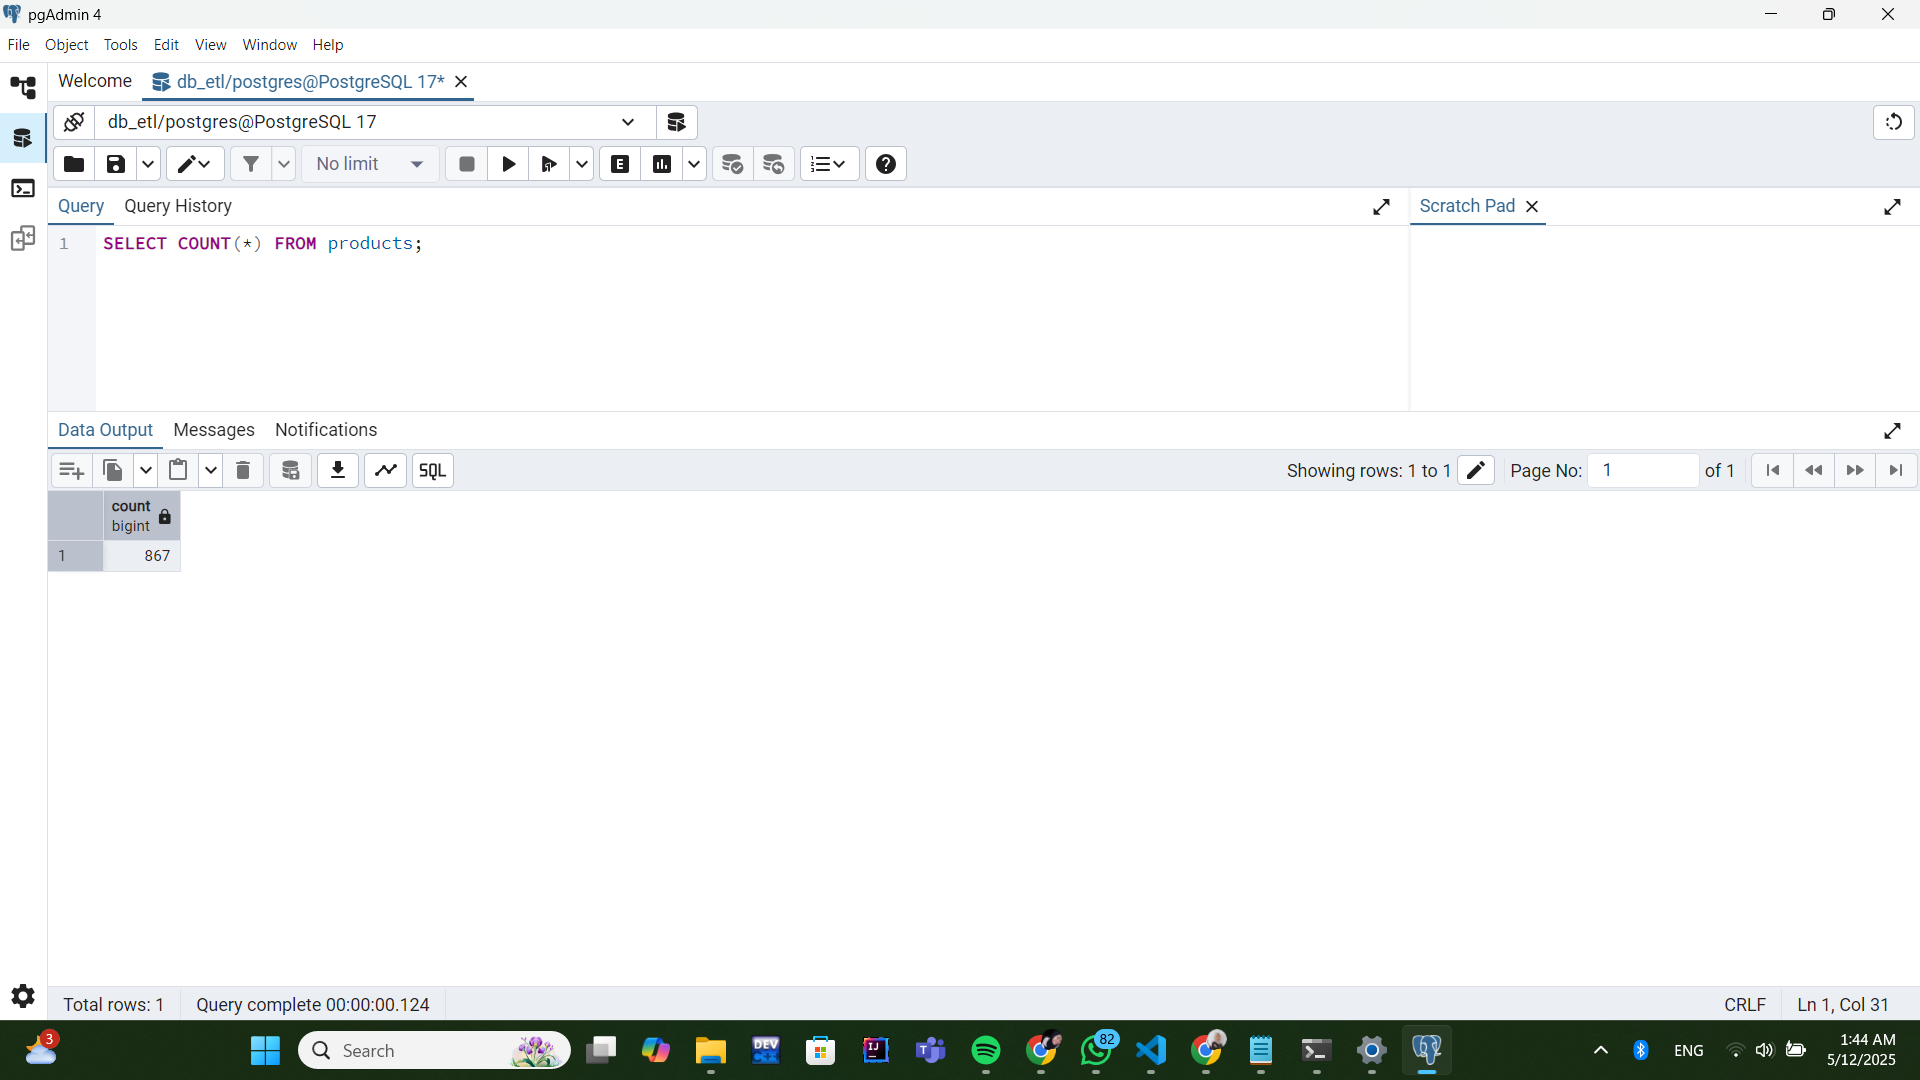 pgAdmin 4
File Object Tools Edit View Window Help
Welcome db_etl/postgres@PostgreSQL 17*
db_etl/postgres@PostgreSQL 17
No limit
E
Query Query History
Scratch Pad
1 SELECT COUNT(*) FROM products;
Data Output Messages Notifications
SQL
Showing rows: 1 to 1 Page No: 1 of 1
count
bigint
1 867
Total rows: 1 Query complete 00:00:00.124
CRLF Ln 1, Col 31
3
Search
DEV
C++
IJ
T
82
ENG
1:44 AM
5/12/2025